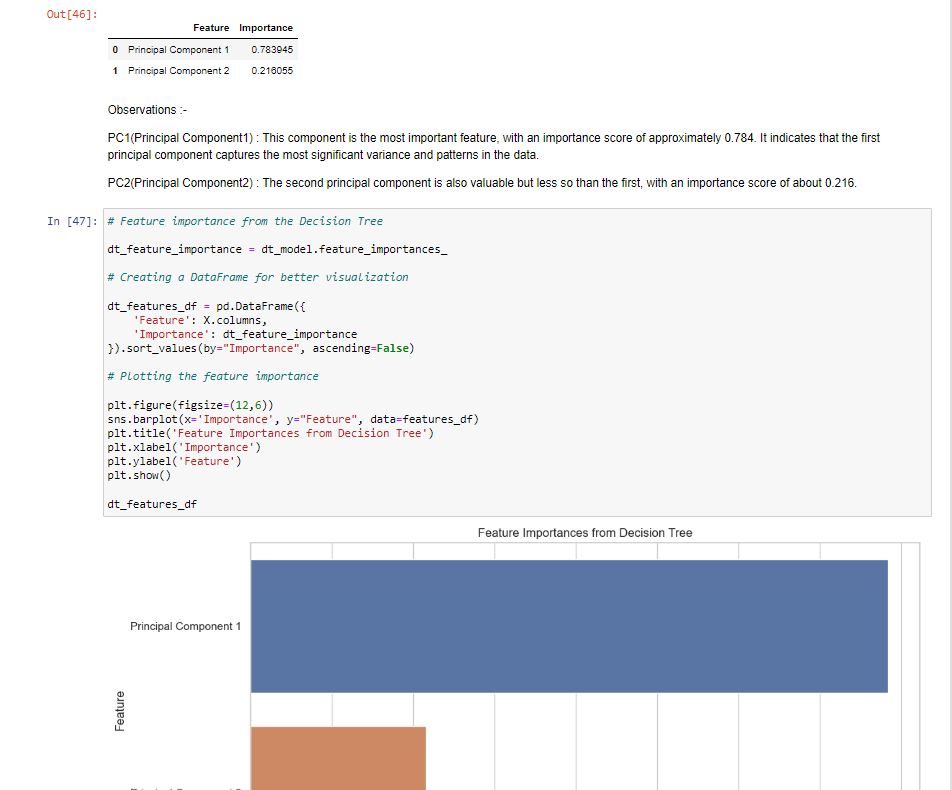 Out[46]:
Feature Importance
0 Principal Component 1 0.783945
1 Principal Component 2 0.216055
Observations :-
PC1(Principal Component1) : This component is the most important feature, with an importance score of approximately 0.784. It indicates that the first
principal component captures the most significant variance and patterns in the data.
PC2(Principal Component2) : The second principal component is also valuable but less so than the first, with an importance score of about 0.216.
In [47]:
# Feature importance from the Decision Tree
dt_feature_importance = dt_model.feature_importances_
# Creating a DataFrame for better visualization
dt_features_df = pd.DataFrame({
    'Feature': X.columns,
    'Importance': dt_feature_importance
}).sort_values(by="Importance", ascending=False)
# Plotting the feature importance
plt.figure(figsize=(12,6))
sns.barplot(x='Importance', y="Feature", data=features_df)
plt.title('Feature Importances from Decision Tree')
plt.xlabel('Importance')
plt.ylabel('Feature')
plt.show()
dt_features_df
Feature Importances from Decision Tree
Principal Component 1
Feature